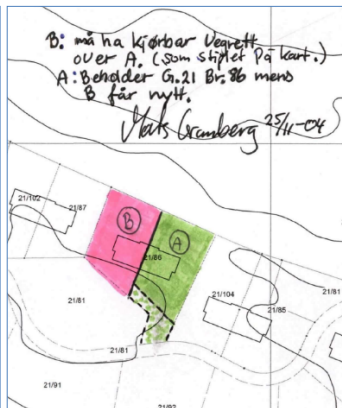 B: må ha kjørbar Vegrett
over A. (som stiplet på kart.)
A: Beholder G.21 Br. 86 mens
B får nytt.
Mats Gramberg 25/11-04
21/102
21/87
B
A
21/86
21/81
21/104
21/85
21/81
21/81
21/91
21/92